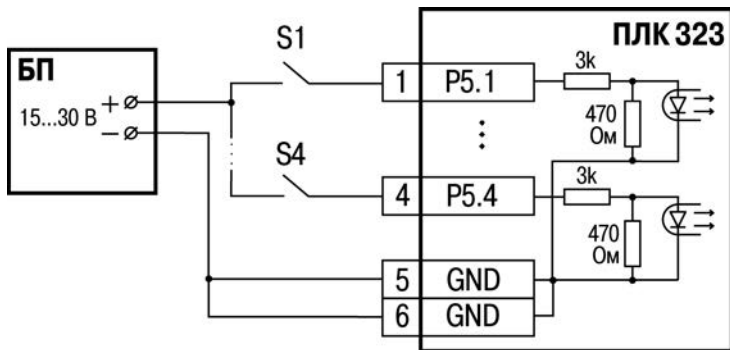 БП
15...30 В
+
–
S1
S4
ПЛК 323
1
P5.1
3k
470
Ом
4
P5.4
3k
470
Ом
5
GND
6
GND